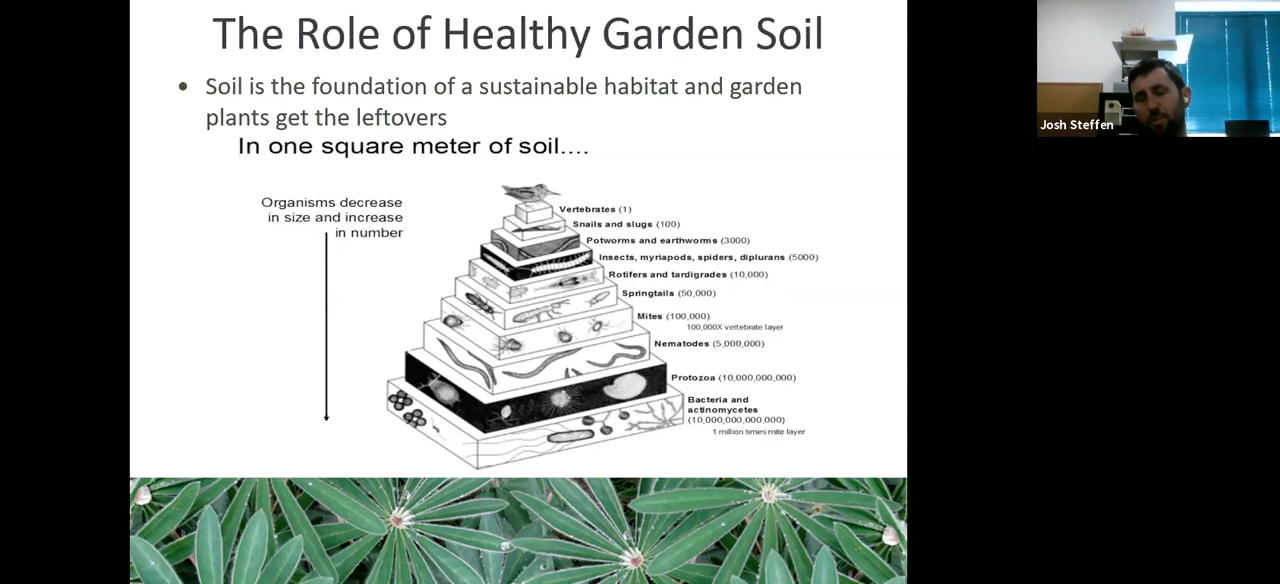 The Role of Healthy Garden Soil
• Soil is the foundation of a sustainable habitat and garden
plants get the leftovers
In one square meter of soil....
Organisms decrease
in size and increase
in number
Vertebrates (1)
Snails and slugs (100)
Potworms and earthworms (3000)
Insects, myriapods, spiders, diplurans (5000)
Rotifers and tardigrades (10,000)
Springtails (50,000)
Mites (100,000)
100,000X vertebrate layer
Nematodes (5,000,000)
Protozoa (10,000,000,000)
Bacteria and
actinomycetes
(10,000,000,000,000)
1 million times mite layer
Josh Steffen